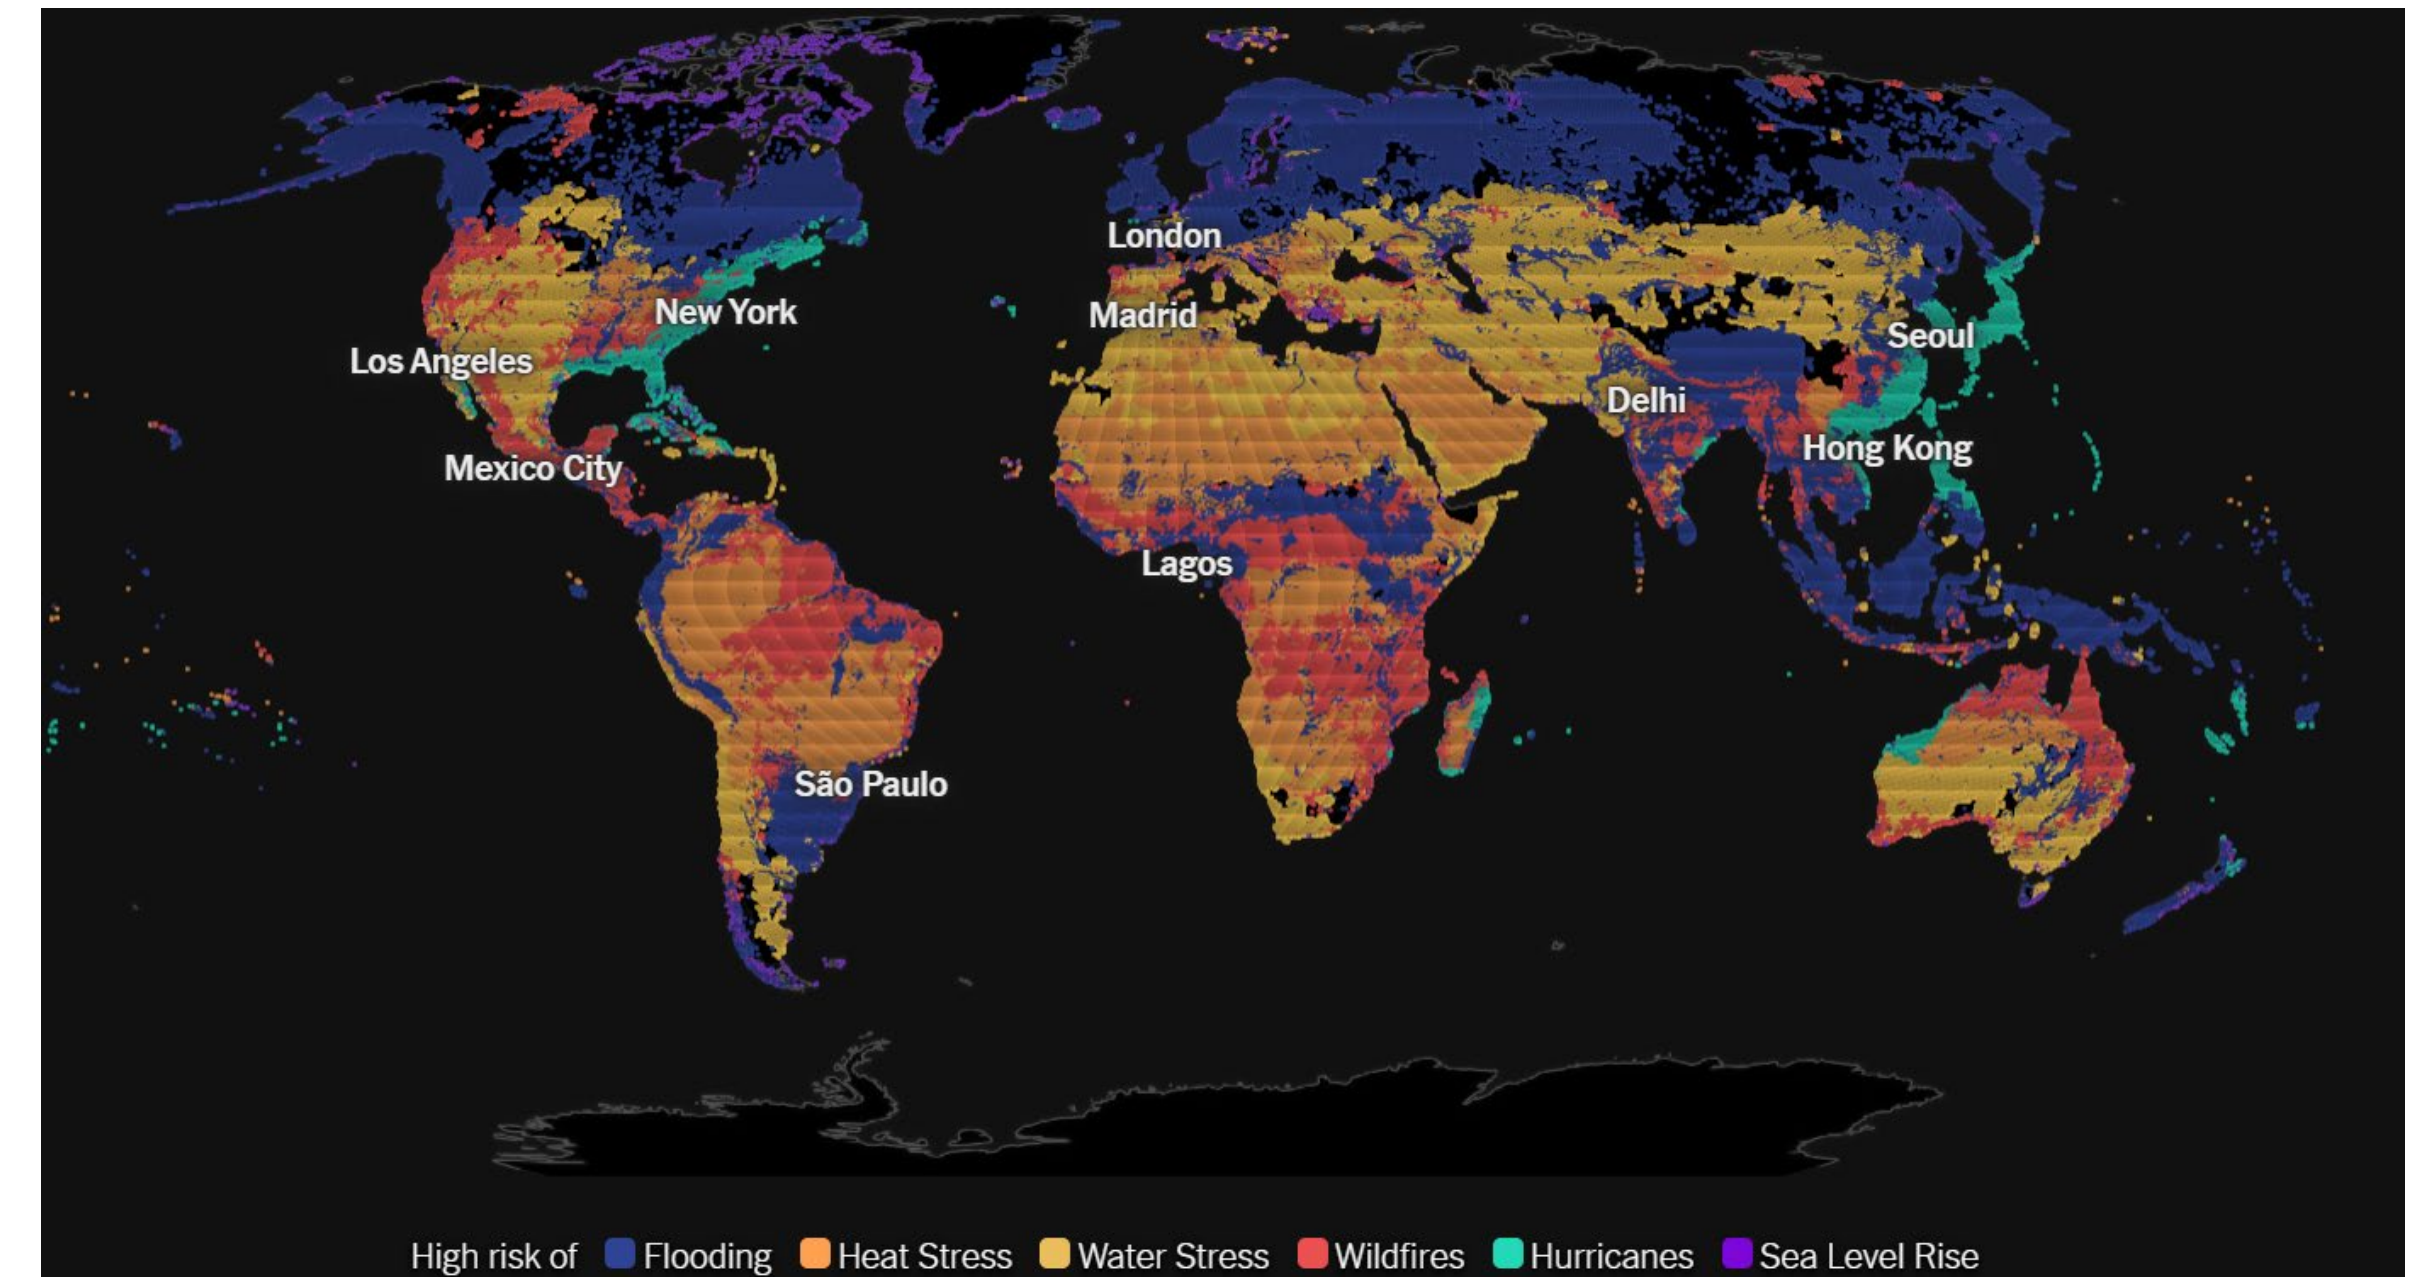 London
New York
Madrid
Seoul
Los Angeles
Delhi
Hong Kong
Mexico City
Lagos
São Paulo
High risk of Flooding Heat Stress Water Stress Wildfires Hurricanes Sea Level Rise